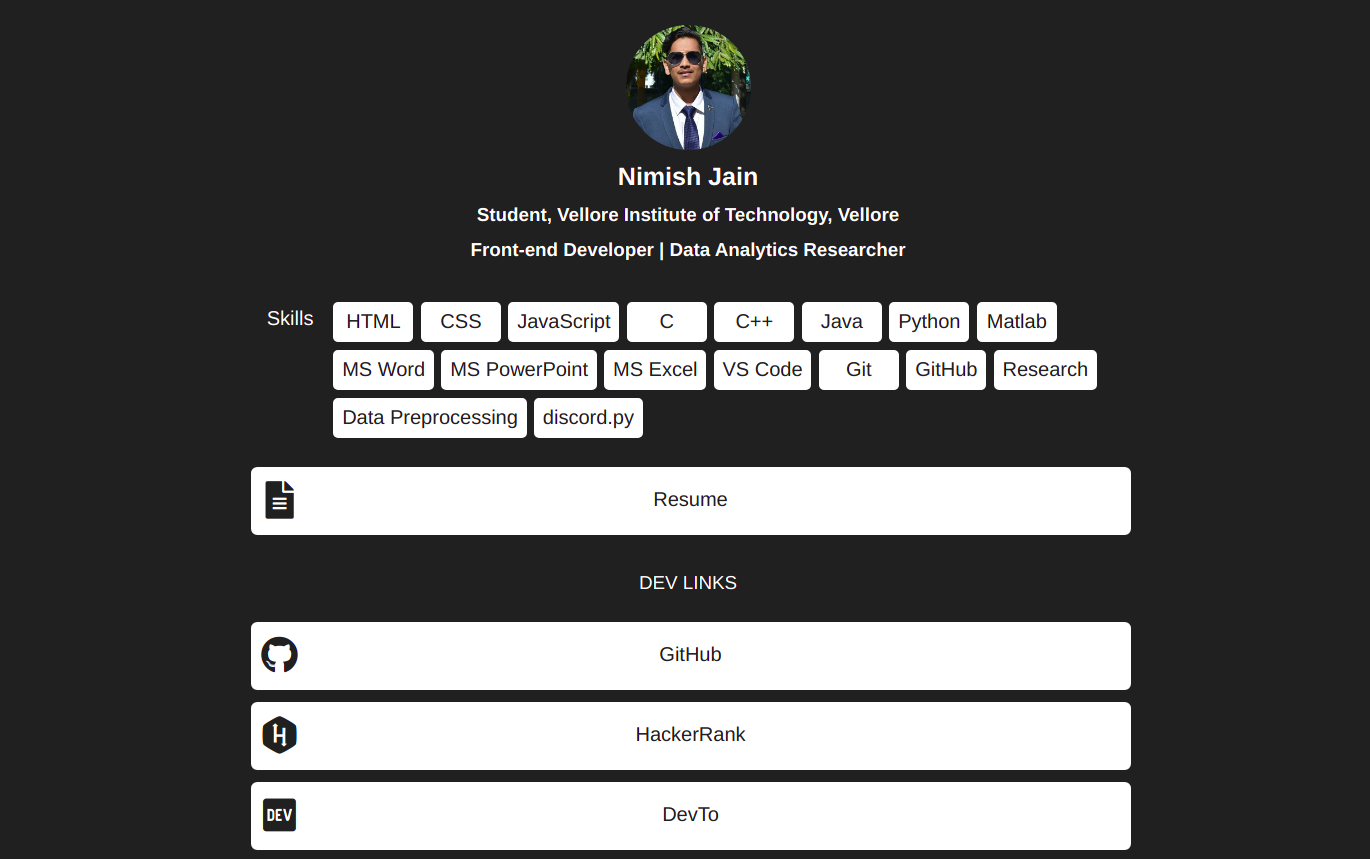 Nimish Jain
Student, Vellore Institute of Technology, Vellore
Front-end Developer | Data Analytics Researcher
Skills HTML CSS JavaScript C C++ Java Python Matlab
MS Word MS PowerPoint MS Excel VS Code Git GitHub Research
Data Preprocessing discord.py
Resume
DEV LINKS
GitHub
H HackerRank
DEV DevTo